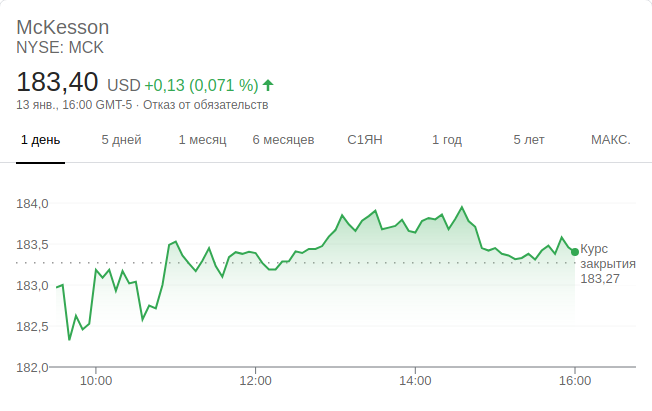 McKesson
NYSE: MCK
183,40 USD +0,13 (0,071 %)
13 янв., 16:00 GMT-5 · Отказ от обязательств
1 день 5 дней 1 месяц 6 месяцев С1ЯН 1 год 5 лет МАКС.
184,0
183,5
183,0
182,5
182,0
Курс
закрытия
183,27
10:00 12:00 14:00 16:00